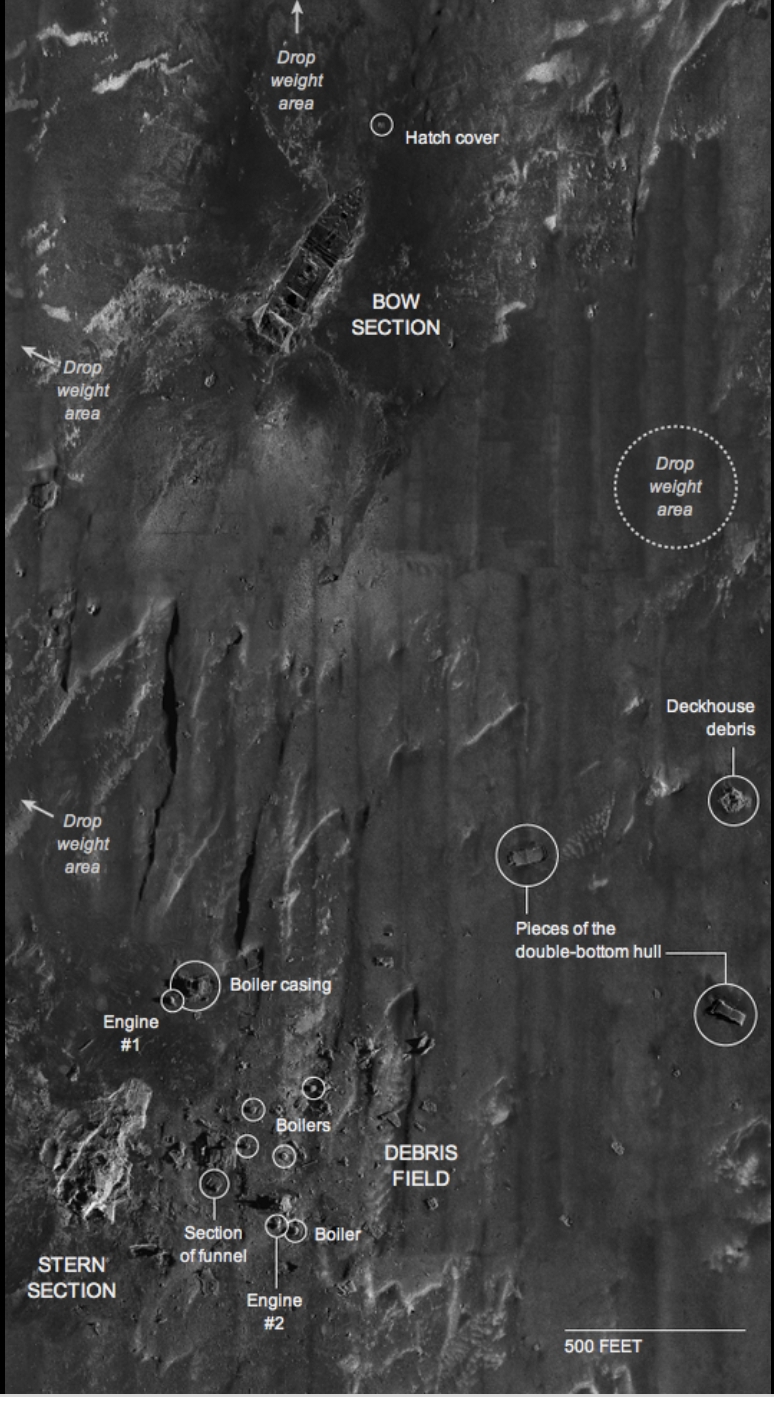 Drop
weight
area
Hatch cover
BOW
SECTION
Drop
weight
area
Drop
weight
area
Deckhouse
debris
Drop
weight
area
Pieces of the
double-bottom hull
Boiler casing
Engine
#1
Boilers
DEBRIS
FIELD
Section
of funnel
Boiler
STERN
SECTION
Engine
#2
500 FEET